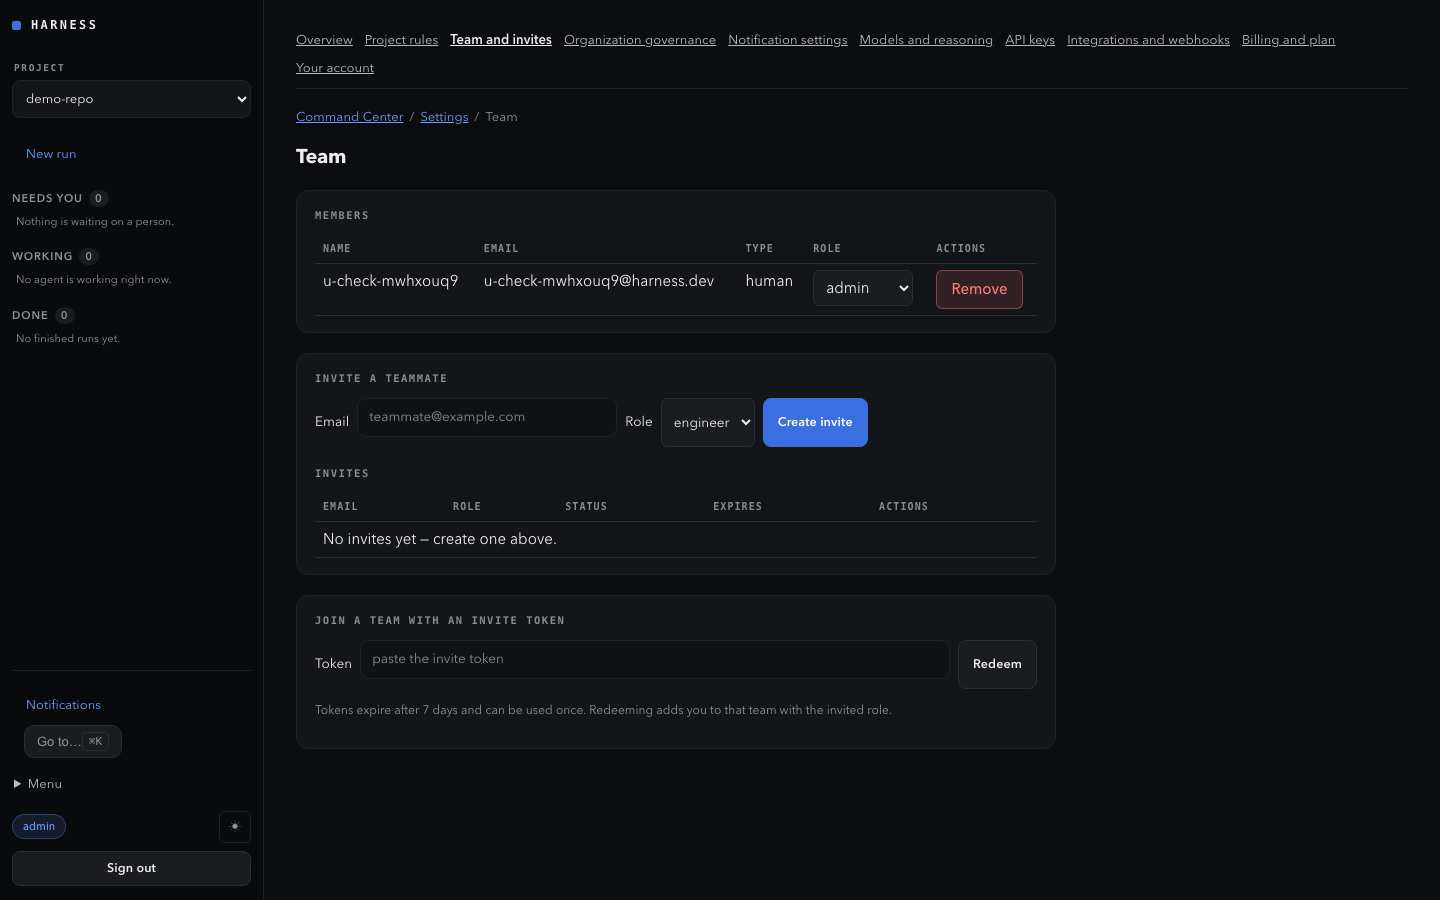 HARNESS
PROJECT
demo-repo
New run
NEEDS YOU 0
Nothing is waiting on a person.
WORKING 0
No agent is working right now.
DONE 0
No finished runs yet.
Notifications
Go to... ⌘K
Menu
admin
Sign out
Overview Project rules Team and invites Organization governance Notification settings Models and reasoning API keys Integrations and webhooks Billing and plan
Your account
Command Center / Settings / Team
Team
MEMBERS
NAME EMAIL TYPE ROLE ACTIONS
u-check-mwhxouq9 u-check-mwhxouq9@harness.dev human admin Remove
INVITE A TEAMMATE
Email teammate@example.com Role engineer Create invite
INVITES
EMAIL ROLE STATUS EXPIRES ACTIONS
No invites yet – create one above.
JOIN A TEAM WITH AN INVITE TOKEN
Token paste the invite token Redeem
Tokens expire after 7 days and can be used once. Redeeming adds you to that team with the invited role.